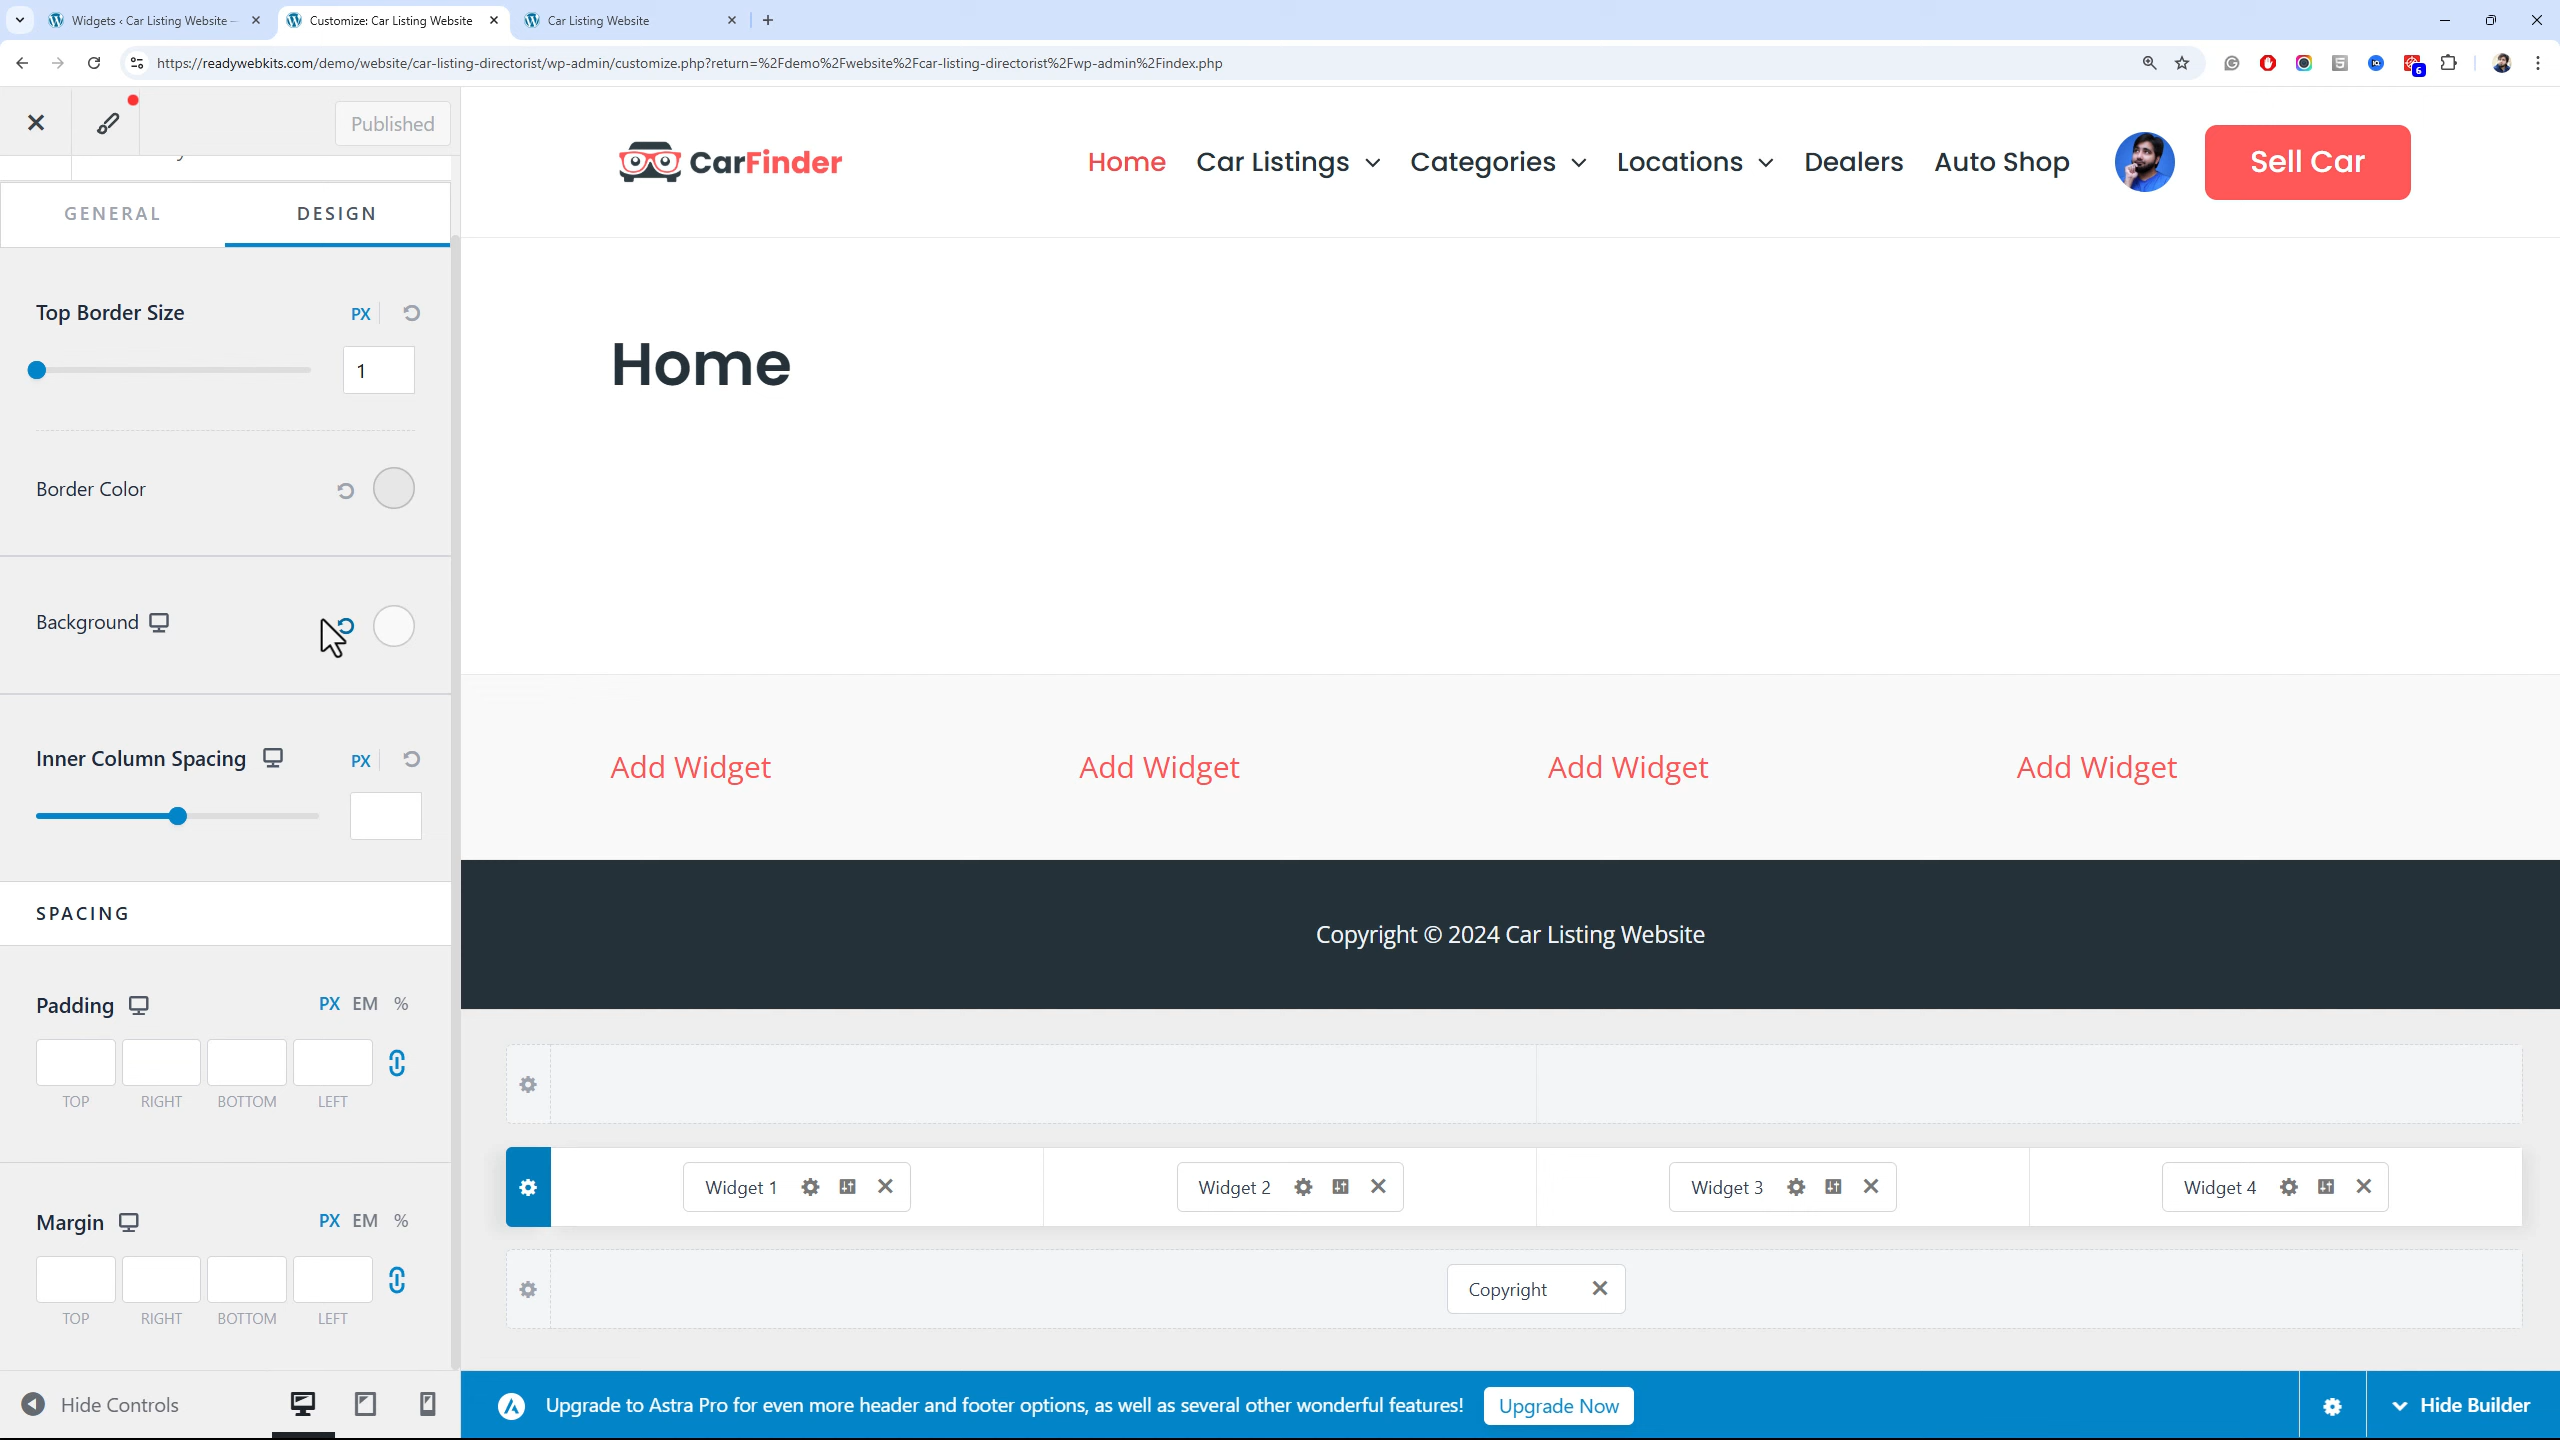 Widgets ‹ Car Listing Website –
Customize: Car Listing Website
Car Listing Website
https://readywebkits.com/demo/website/car-listing-directorist/wp-admin/customize.php?return=%2Fdemo%2Fwebsite%2Fcar-listing-directorist%2Fwp-admin%2Findex.php
6
Published
CarFinder
Home
Car Listings
Categories
Locations
Dealers
Auto Shop
Sell Car
GENERAL
DESIGN
Top Border Size
PX
1
Border Color
Background
Inner Column Spacing
PX
SPACING
Padding
PX EM %
TOP RIGHT BOTTOM LEFT
Margin
PX EM %
TOP RIGHT BOTTOM LEFT
Hide Controls
Home
Add Widget
Add Widget
Add Widget
Add Widget
Copyright © 2024 Car Listing Website
Widget 1
Widget 2
Widget 3
Widget 4
Copyright
Upgrade to Astra Pro for even more header and footer options, as well as several other wonderful features!
Upgrade Now
Hide Builder